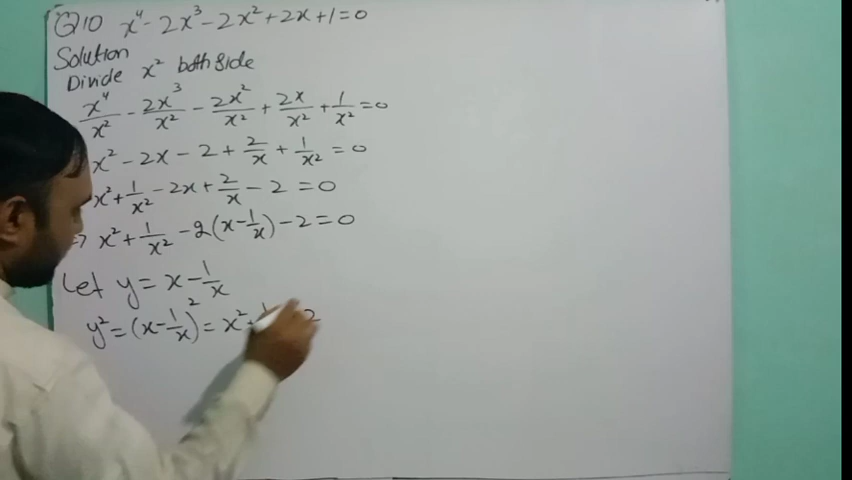 Q10 x⁴ - 2x³ - 2x² + 2x + 1 = 0
Solution
Divide x² both side
x⁴/x² - 2x³/x² - 2x²/x² + 2x/x² + 1/x² = 0
x² - 2x - 2 + 2/x + 1/x² = 0
x² + 1/x² - 2x + 2/x - 2 = 0
⇒ x² + 1/x² - 2(x - 1/x) - 2 = 0
Let y = x - 1/x
y² = (x - 1/x)² = x² + 1 2